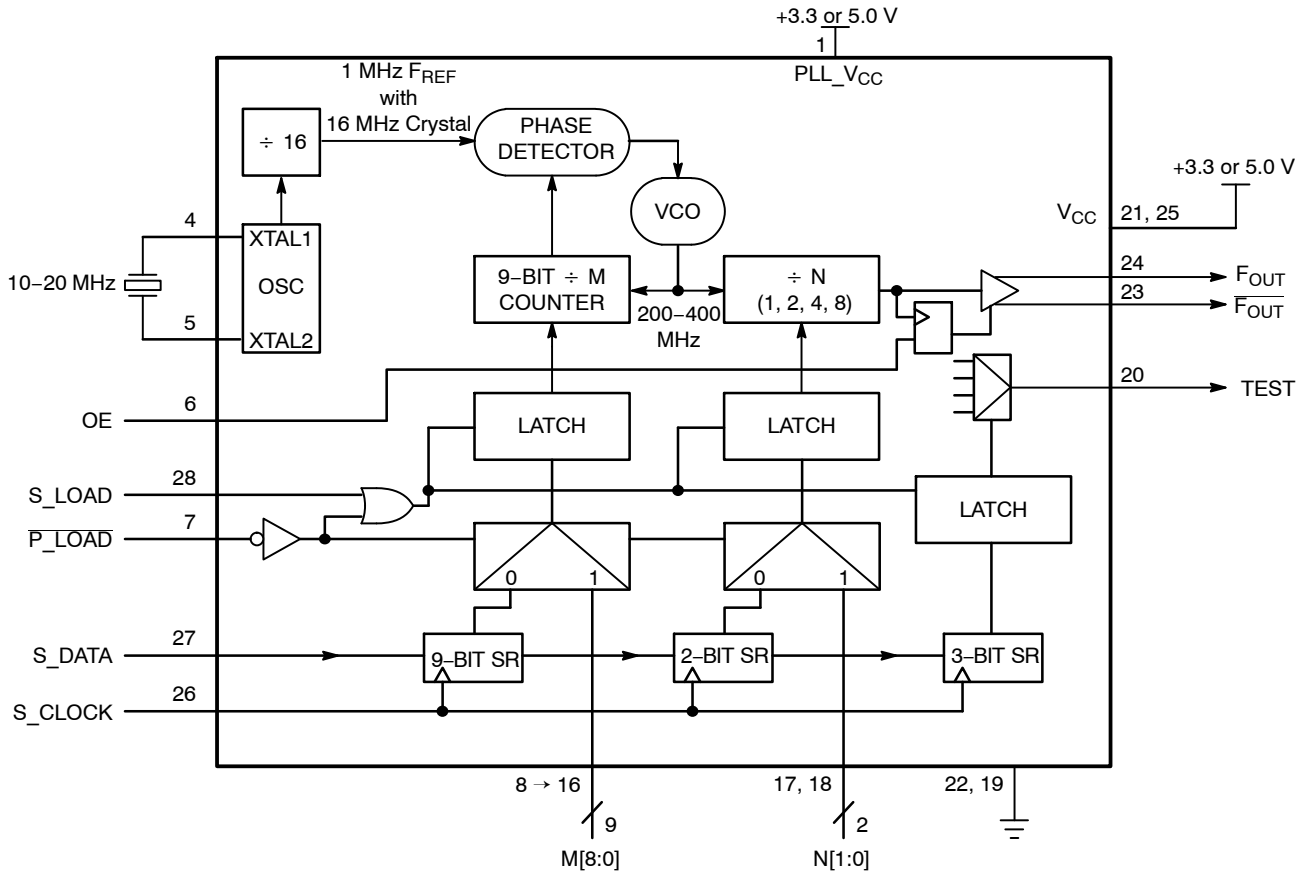 +3.3 or 5.0 V
1
PLL_VCC
1 MHz FREF
with
16 MHz Crystal
÷ 16
PHASE
DETECTOR
VCO
+3.3 or 5.0 V
VCC
21, 25
4
XTAL1
10−20 MHz
OSC
5
XTAL2
9−BIT ÷ M
COUNTER
200−400
MHz
÷ N
(1, 2, 4, 8)
24
FOUT
23
F̅O̅U̅T̅
20
TEST
6
OE
LATCH
LATCH
28
S_LOAD
7
P̅_̅L̅O̅A̅D̅
LATCH
0 1
0 1
27
S_DATA
9−BIT SR
2−BIT SR
3−BIT SR
26
S_CLOCK
8 → 16
9
M[8:0]
17, 18
2
N[1:0]
22, 19